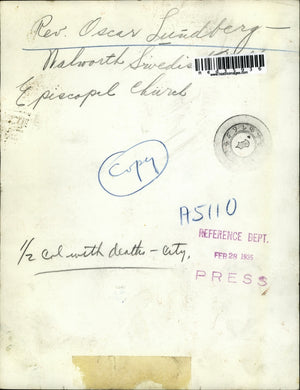 Rev. Oscar Lundberg-
Walworth Swedish
Episcopal Church
Copy
A5110
REFERENCE DEPT.
FEB 28 1935
PRESS
1/2 Col with deaths - City.